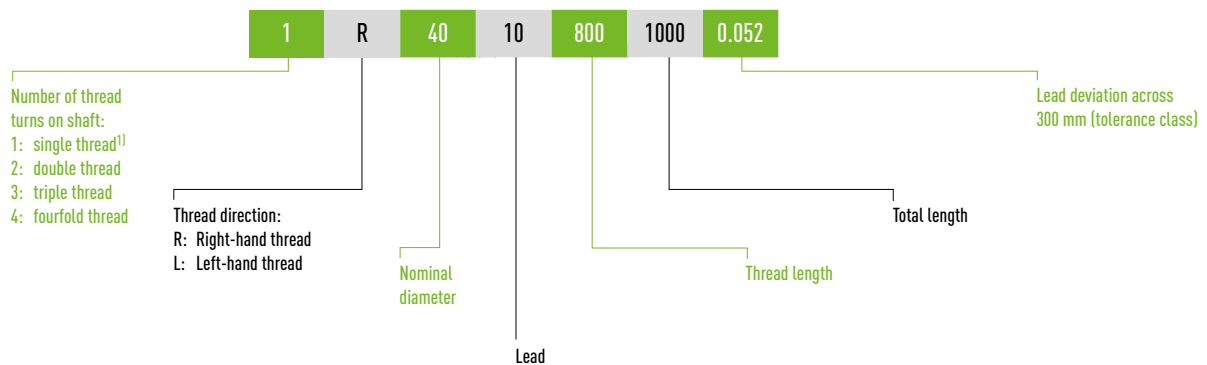 1 R 40 10 800 1000 0.052
Number of thread
turns on shaft:
1: single thread1)
2: double thread
3: triple thread
4: fourfold thread
Thread direction:
R: Right-hand thread
L: Left-hand thread
Nominal
diameter
Lead
Thread length
Total length
Lead deviation across
300 mm (tolerance class)